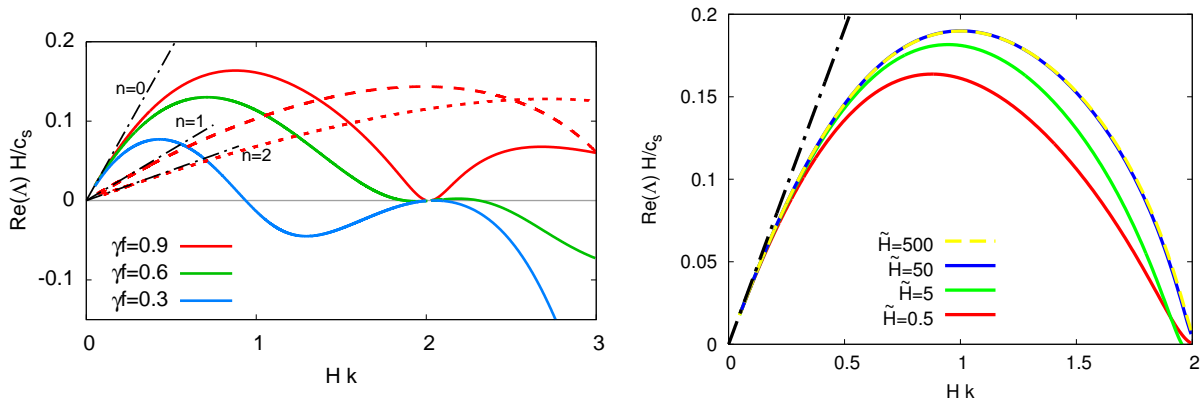 0.2
0.1
0
-0.1
Re(Λ) H/c_s
n=0
n=1
n=2
γf=0.9
γf=0.6
γf=0.3
0 1 2 3
H k
0.2
0.15
0.1
0.05
0
Re(Λ) H/c_s
H̃=500
H̃=50
H̃=5
H̃=0.5
0 0.5 1 1.5 2
H k